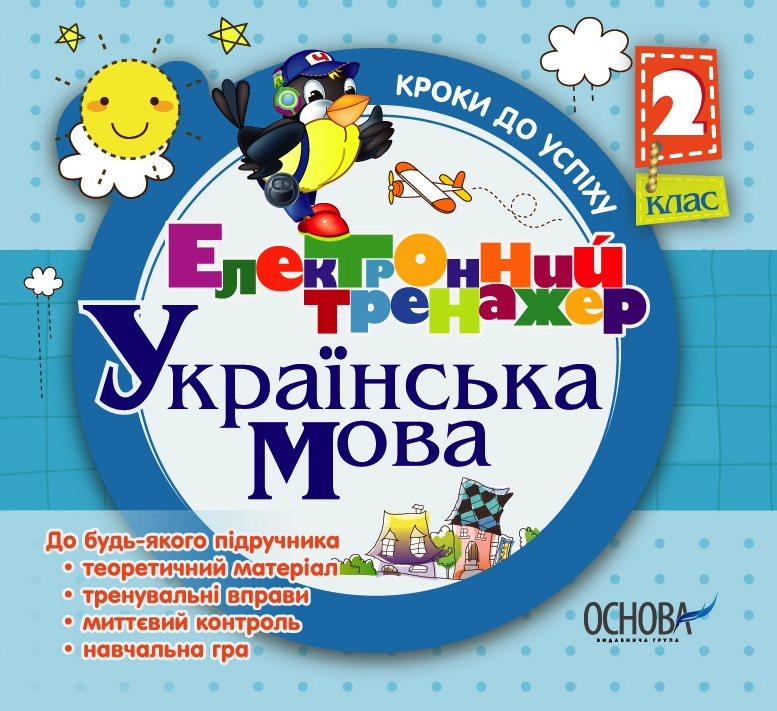 КРОКИ ДО УСПІХУ
2
клас
Електронний
тренажер
Українська
мова
До будь-якого підручника
• теоретичний матеріал
• тренувальні вправи
• миттєвий контроль
• навчальна гра
ОСНОВА
ВИДАВНИЧА ГРУПА
Ч
CD